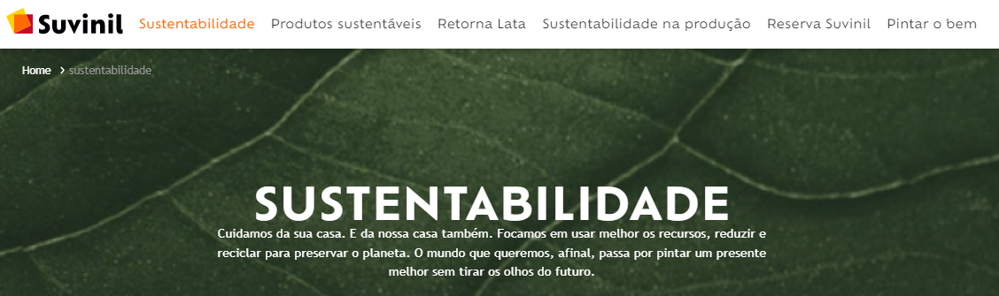 Suvinil Sustentabilidade Produtos sustentáveis Retorna Lata Sustentabilidade na produção Reserva Suvinil Pintar o bem
Home > sustentabilidade
SUSTENTABILIDADE
Cuidamos da sua casa. E da nossa casa também. Focamos em usar melhor os recursos, reduzir e
reciclar para preservar o planeta. O mundo que queremos, afinal, passa por pintar um presente
melhor sem tirar os olhos do futuro.